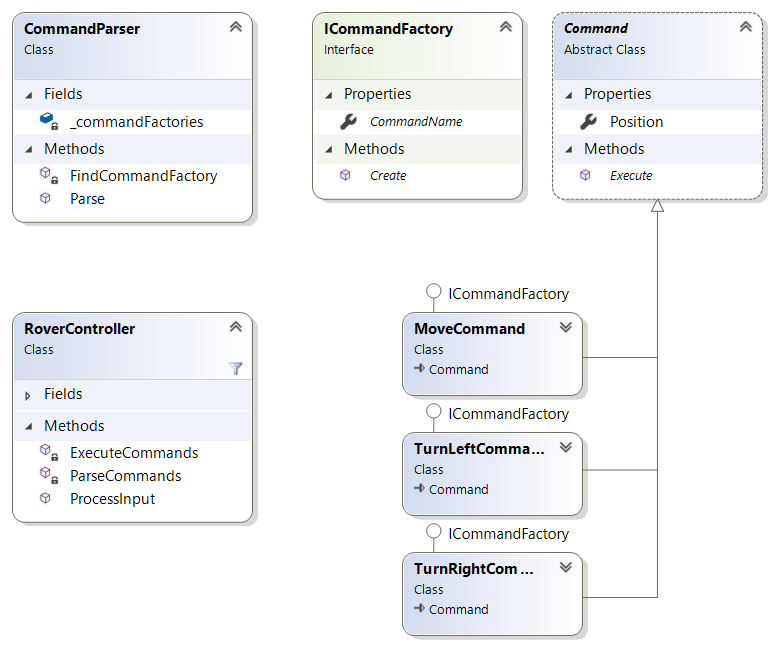 CommandParser
Class
Fields
_commandFactories
Methods
FindCommandFactory
Parse
ICommandFactory
Interface
Properties
CommandName
Methods
Create
Command
Abstract Class
Properties
Position
Methods
Execute
RoverController
Class
Fields
Methods
ExecuteCommands
ParseCommands
ProcessInput
ICommandFactory
MoveCommand
Class
Command
ICommandFactory
TurnLeftComma...
Class
Command
ICommandFactory
TurnRightCom...
Class
Command